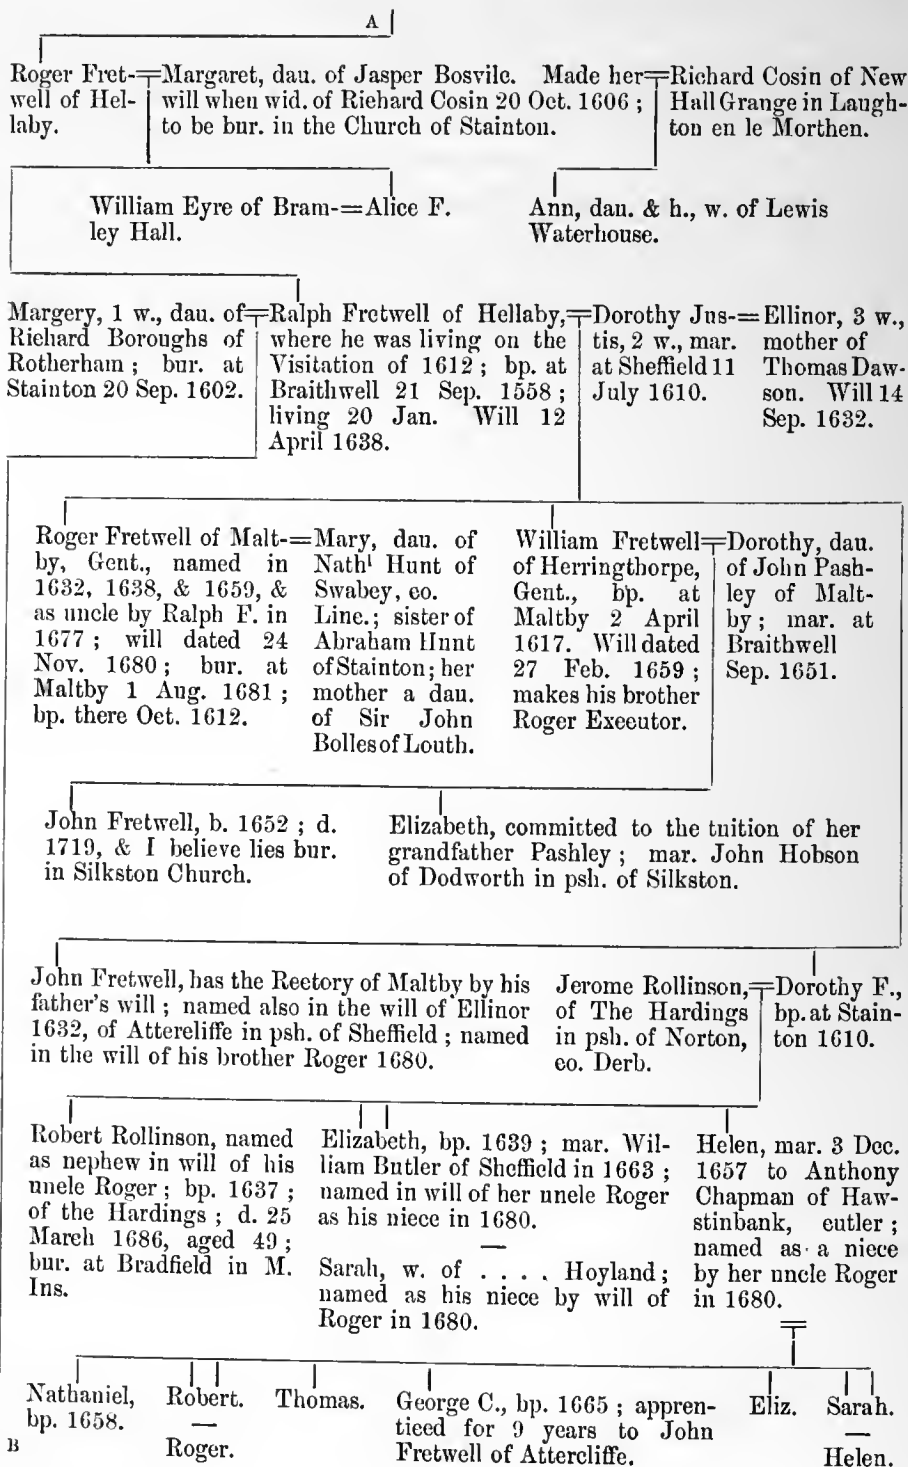 A
Roger Fret-
well of Hel-
laby.
Margaret, dau. of Jasper Bosvile. Made her
will when wid. of Richard Cosin 20 Oct. 1606 ;
to be bur. in the Church of Stainton.
Richard Cosin of New
Hall Grange in Laugh-
ton en le Morthen.
William Eyre of Bram-
ley Hall.
Alice F.
Ann, dau. & h., w. of Lewis
Waterhouse.
Margery, 1 w., dau. of
Richard Boroughs of
Rotherham ; bur. at
Stainton 20 Sep. 1602.
Ralph Fretwell of Hellaby,
where he was living on the
Visitation of 1612 ; bp. at
Braithwell 21 Sep. 1558 ;
living 20 Jan. Will 12
April 1638.
Dorothy Jus-
tis, 2 w., mar.
at Sheffield 11
July 1610.
Ellinor, 3 w.,
mother of
Thomas Daw-
son. Will 14
Sep. 1632.
Roger Fretwell of Malt-
by, Gent., named in
1632, 1638, & 1659, &
as uncle by Ralph F. in
1677 ; will dated 24
Nov. 1680 ; bur. at
Maltby 1 Aug. 1681 ;
bp. there Oct. 1612.
Mary, dau. of
Nathl Hunt of
Swabey, co.
Linc. ; sister of
Abraham Hunt
of Stainton ; her
mother a dau.
of Sir John
Bolles of Louth.
William Fretwell
of Herringthorpe,
Gent., bp. at
Maltby 2 April
1617. Will dated
27 Feb. 1659 ;
makes his brother
Roger Executor.
Dorothy, dau.
of John Pash-
ley of Malt-
by ; mar. at
Braithwell
Sep. 1651.
John Fretwell, b. 1652 ; d.
1719, & I believe lies bur.
in Silkston Church.
Elizabeth, committed to the tuition of her
grandfather Pashley ; mar. John Hobson
of Dodworth in psh. of Silkston.
John Fretwell, has the Rectory of Maltby by his
father's will ; named also in the will of Ellinor
1632, of Attercliffe in psh. of Sheffield ; named
in the will of his brother Roger 1680.
Jerome Rollinson,
of The Hardings
in psh. of Norton,
co. Derb.
Dorothy F.,
bp. at Stain-
ton 1610.
Robert Rollinson, named
as nephew in will of his
uncle Roger ; bp. 1637 ;
of the Hardings ; d. 25
March 1686, aged 49 ;
bur. at Bradfield in M.
Ins.
Elizabeth, bp. 1639 ; mar. Wil-
liam Butler of Sheffield in 1663 ;
named in will of her uncle Roger
as his niece in 1680.
—
Sarah, w. of . . . . Hoyland ;
named as his niece by will of
Roger in 1680.
Helen, mar. 3 Dec.
1657 to Anthony
Chapman of Haw-
stinbank, cutler ;
named as a niece
by her uncle Roger
in 1680.
Nathaniel,
bp. 1658.
Robert.
—
Roger.
Thomas.
George C., bp. 1665 ; appren-
ticed for 9 years to John
Fretwell of Attercliffe.
Eliz.
Sarah.
—
Helen.
B